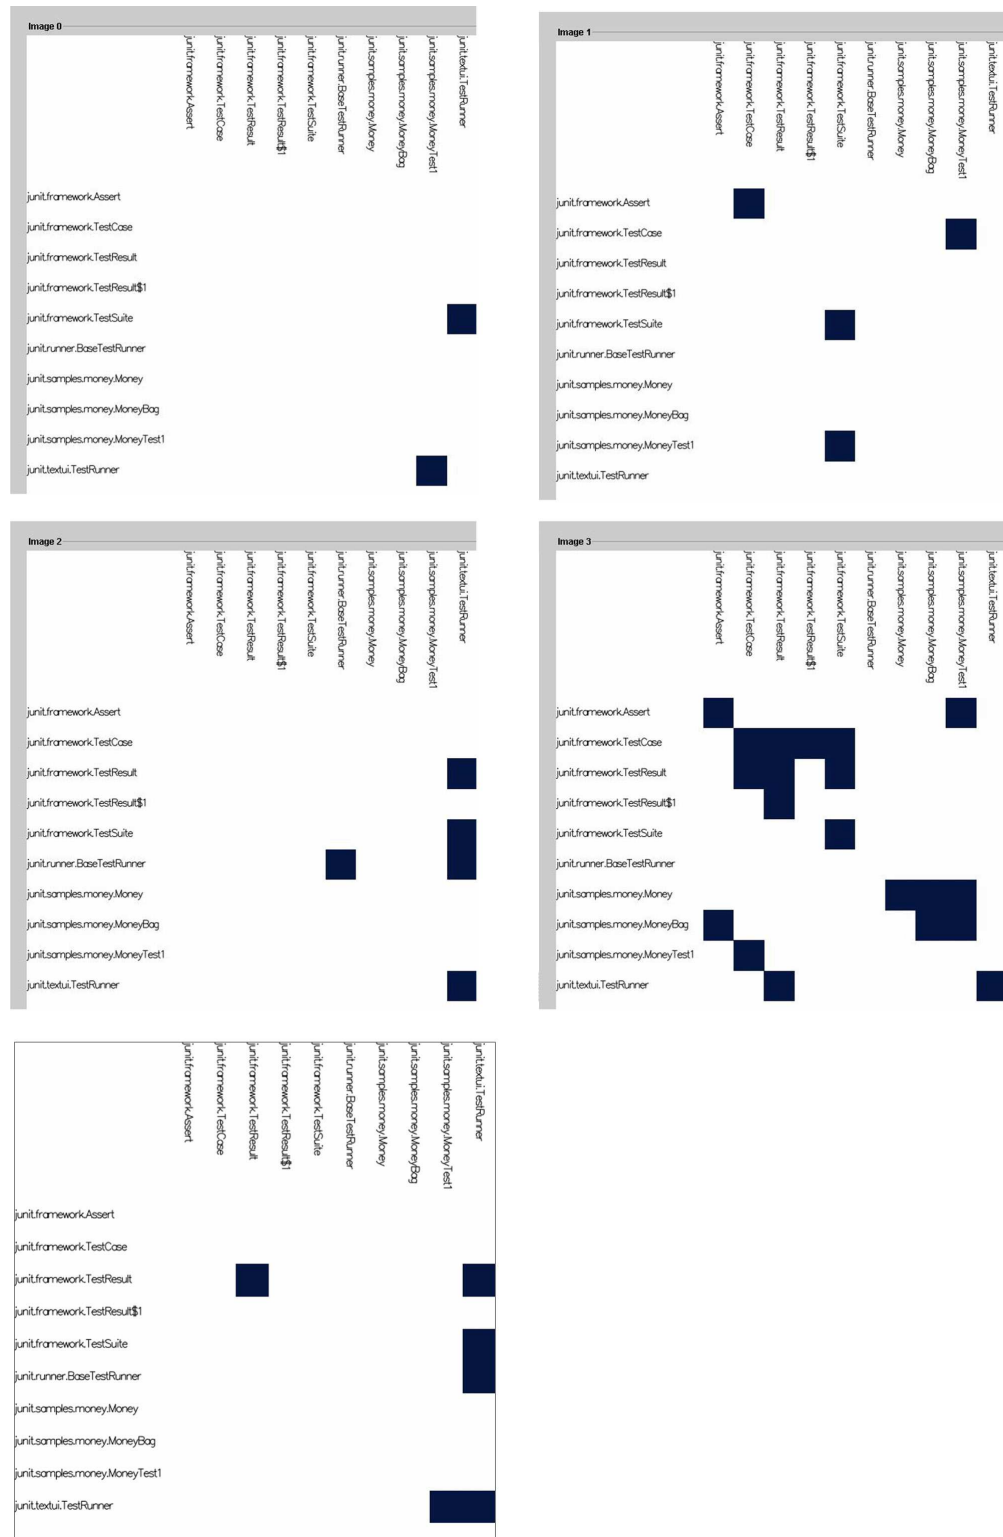 Image 0
junit.framework.Assert
junit.framework.TestCase
junit.framework.TestResult
junit.framework.TestResult$1
junit.framework.TestSuite
junit.runner.BaseTestRunner
junit.samples.money.Money
junit.samples.money.MoneyBag
junit.samples.money.MoneyTest1
junit.textui.TestRunner
junit.framework.Assert
junit.framework.TestCase
junit.framework.TestResult
junit.framework.TestResult$1
junit.framework.TestSuite
junit.runner.BaseTestRunner
junit.samples.money.Money
junit.samples.money.MoneyBag
junit.samples.money.MoneyTest1
junit.textui.TestRunner
Image 1
junit.framework.Assert
junit.framework.TestCase
junit.framework.TestResult
junit.framework.TestResult$1
junit.framework.TestSuite
junit.runner.BaseTestRunner
junit.samples.money.Money
junit.samples.money.MoneyBag
junit.samples.money.MoneyTest1
junit.textui.TestRunner
junit.framework.Assert
junit.framework.TestCase
junit.framework.TestResult
junit.framework.TestResult$1
junit.framework.TestSuite
junit.runner.BaseTestRunner
junit.samples.money.Money
junit.samples.money.MoneyBag
junit.samples.money.MoneyTest1
junit.textui.TestRunner
Image 2
junit.framework.Assert
junit.framework.TestCase
junit.framework.TestResult
junit.framework.TestResult$1
junit.framework.TestSuite
junit.runner.BaseTestRunner
junit.samples.money.Money
junit.samples.money.MoneyBag
junit.samples.money.MoneyTest1
junit.textui.TestRunner
junit.framework.Assert
junit.framework.TestCase
junit.framework.TestResult
junit.framework.TestResult$1
junit.framework.TestSuite
junit.runner.BaseTestRunner
junit.samples.money.Money
junit.samples.money.MoneyBag
junit.samples.money.MoneyTest1
junit.textui.TestRunner
Image 3
junit.framework.Assert
junit.framework.TestCase
junit.framework.TestResult
junit.framework.TestResult$1
junit.framework.TestSuite
junit.runner.BaseTestRunner
junit.samples.money.Money
junit.samples.money.MoneyBag
junit.samples.money.MoneyTest1
junit.textui.TestRunner
junit.framework.Assert
junit.framework.TestCase
junit.framework.TestResult
junit.framework.TestResult$1
junit.framework.TestSuite
junit.runner.BaseTestRunner
junit.samples.money.Money
junit.samples.money.MoneyBag
junit.samples.money.MoneyTest1
junit.textui.TestRunner
junit.framework.Assert
junit.framework.TestCase
junit.framework.TestResult
junit.framework.TestResult$1
junit.framework.TestSuite
junit.runner.BaseTestRunner
junit.samples.money.Money
junit.samples.money.MoneyBag
junit.samples.money.MoneyTest1
junit.textui.TestRunner
junit.framework.Assert
junit.framework.TestCase
junit.framework.TestResult
junit.framework.TestResult$1
junit.framework.TestSuite
junit.runner.BaseTestRunner
junit.samples.money.Money
junit.samples.money.MoneyBag
junit.samples.money.MoneyTest1
junit.textui.TestRunner